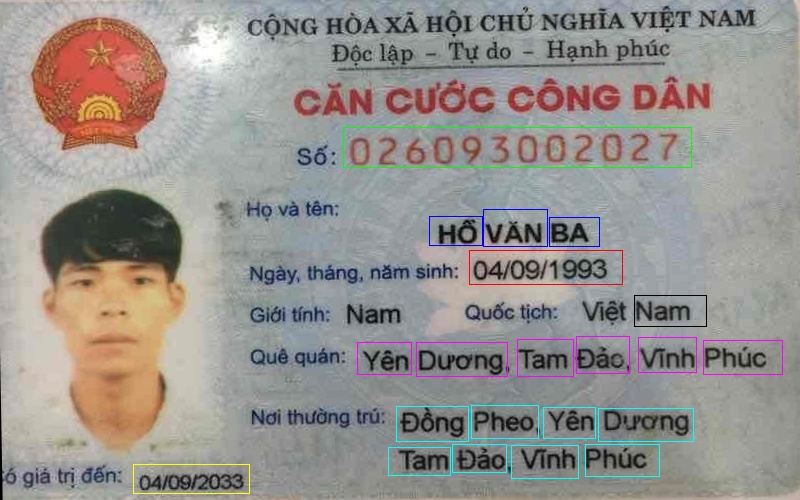 CỘNG HÒA XÃ HỘI CHỦ NGHĨA VIỆT NAM
Độc lập - Tự do - Hạnh phúc
CĂN CƯỚC CÔNG DÂN
Số: 026093002027
Họ và tên:
HỒ VĂN BA
Ngày, tháng, năm sinh: 04/09/1993
Giới tính: Nam Quốc tịch: Việt Nam
Quê quán: Yên Dương, Tam Đảo, Vĩnh Phúc
Nơi thường trú: Đồng Pheo, Yên Dương
Tam Đảo, Vĩnh Phúc
ó giá trị đến: 04/09/2033